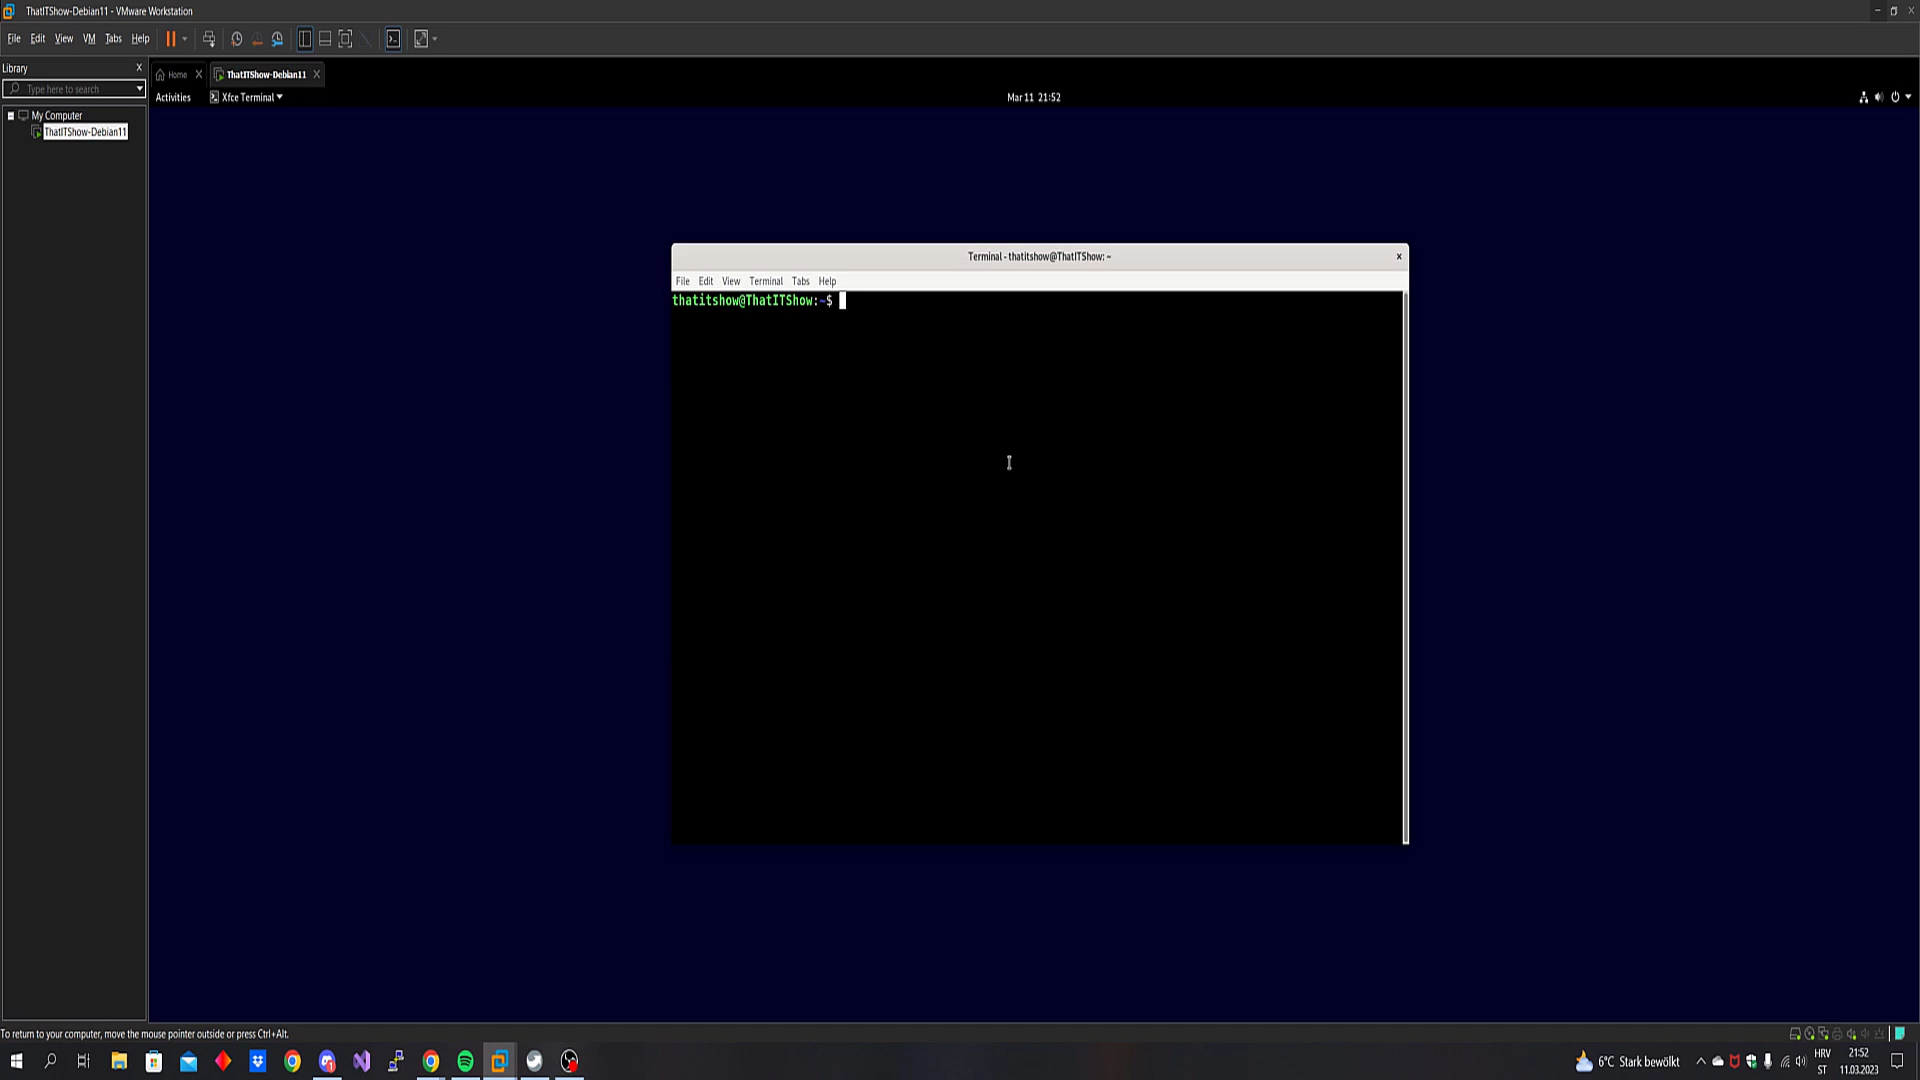 ThatITShow-Debian11 - VMware Workstation
File Edit View VM Tabs Help
Library
Home ThatITShow-Debian11
Type here to search
Activities Xfce Terminal Mar 11 21:52
My Computer
ThatITShow-Debian11
Terminal - thatitshow@ThatITShow: ~
File Edit View Terminal Tabs Help
thatitshow@ThatITShow:~$
To return to your computer, move the mouse pointer outside or press Ctrl+Alt.
6°C Stark bewölkt
HRV
ST
21:52
11.03.2023